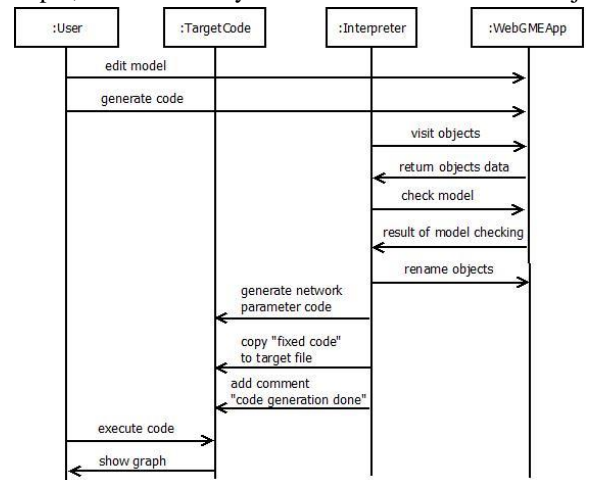 :User :TargetCode :Interpreter :WebGMEApp
edit model
generate code
visit objects
return objects data
check model
result of model checking
rename objects
generate network
parameter code
copy "fixed code"
to target file
add comment
"code generation done"
execute code
show graph